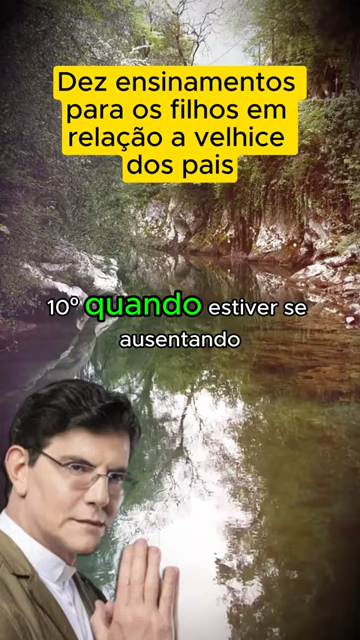 Dez ensinamentos
para os filhos em
relação a velhice
dos pais
10º quando estiver se
ausentando